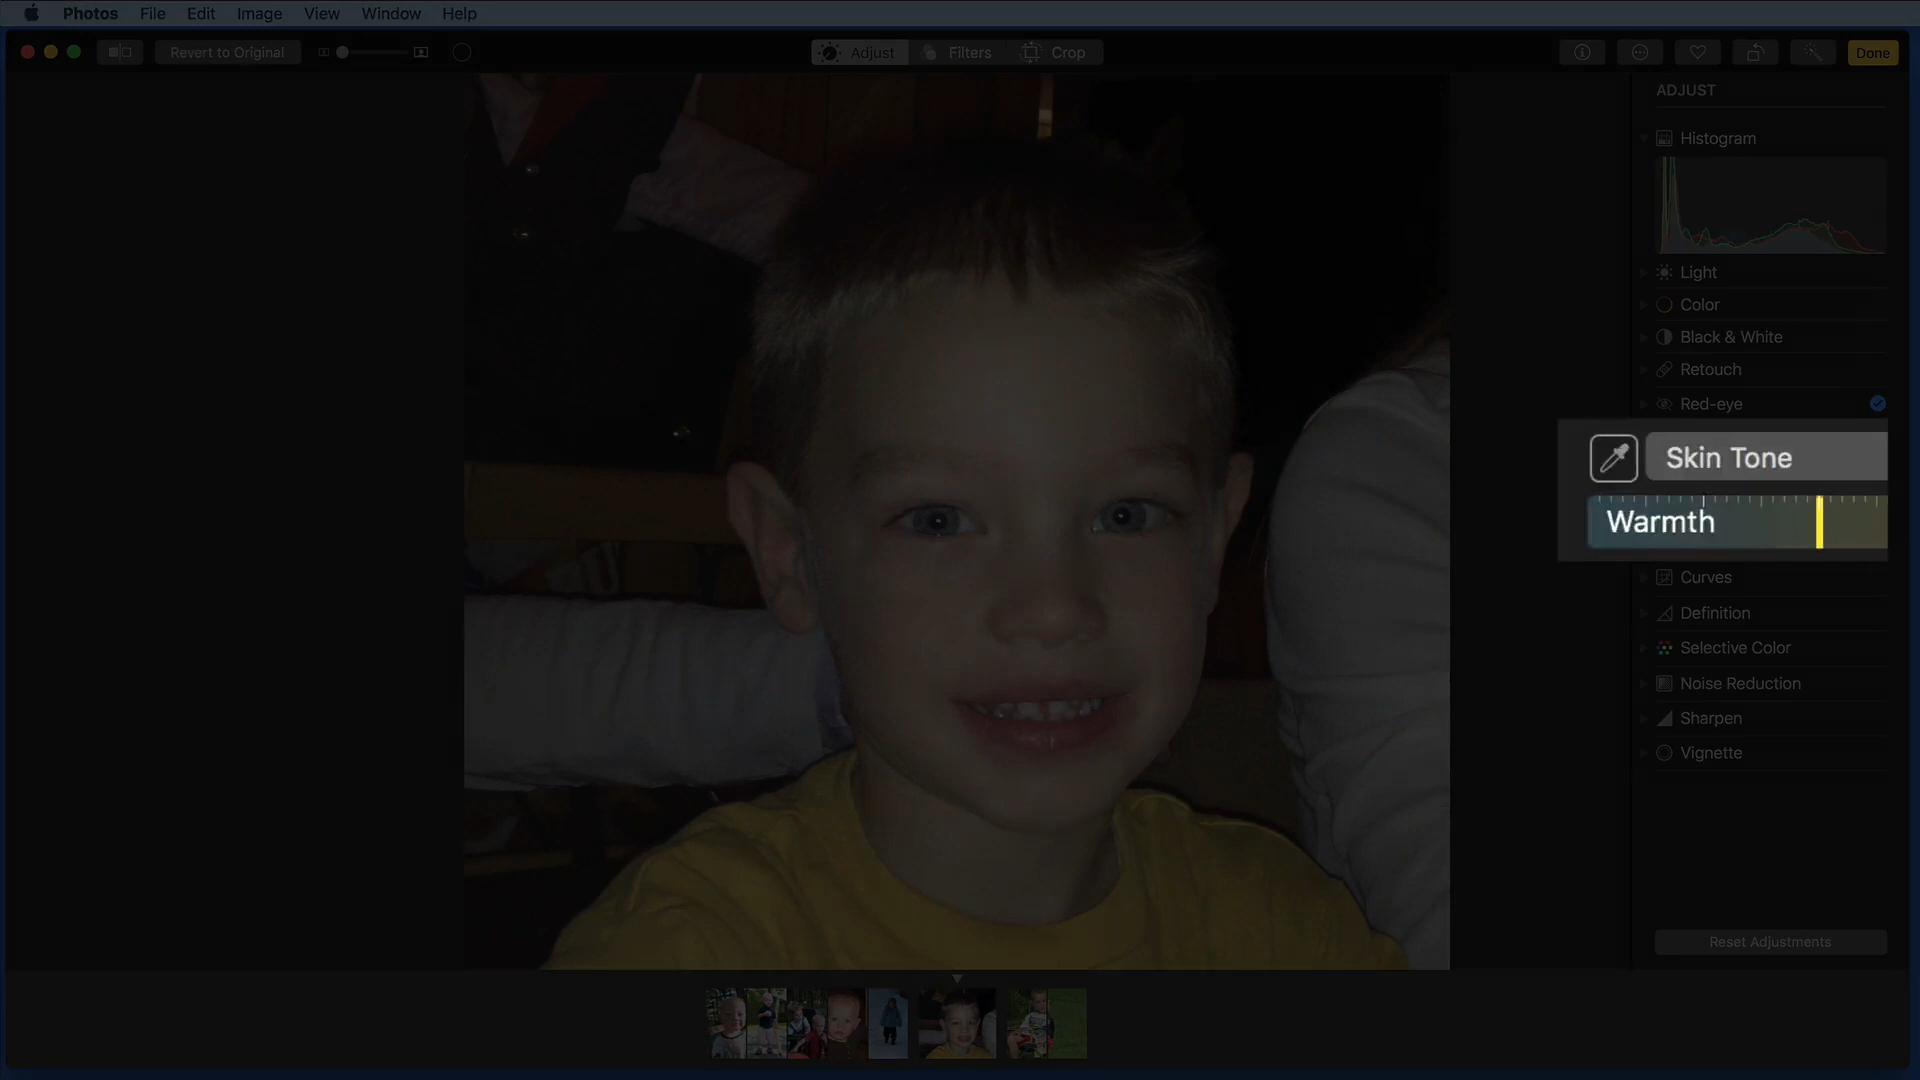 Photos File Edit Image View Window Help
Revert to Original Adjust Filters Crop Done
ADJUST
Histogram
Light
Color
Black & White
Retouch
Red-eye
Skin Tone
Warmth
Curves
Definition
Selective Color
Noise Reduction
Sharpen
Vignette
Reset Adjustments